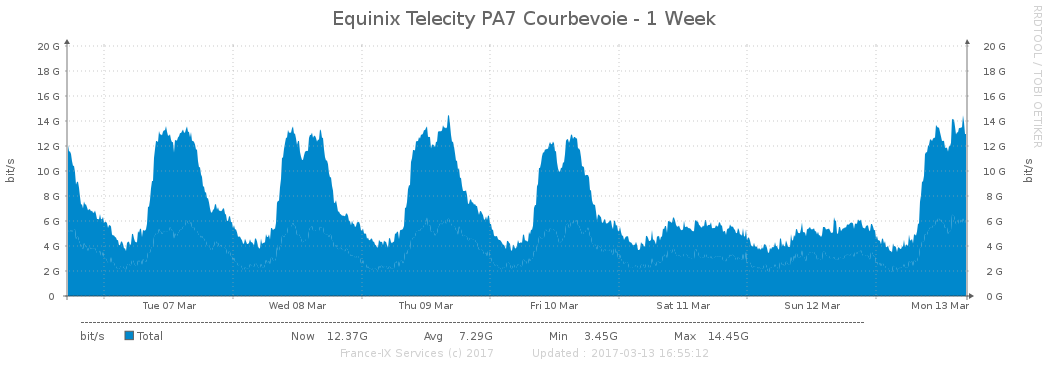 Equinix Telecity PA7 Courbevoie - 1 Week
RRDTOOL / TOBI OETIKER
bit/s
20 G
18 G
16 G
14 G
12 G
10 G
8 G
6 G
4 G
2 G
0
20 G
18 G
16 G
14 G
12 G
10 G
8 G
6 G
4 G
2 G
0 G
bit/s
Tue 07 Mar Wed 08 Mar Thu 09 Mar Fri 10 Mar Sat 11 Mar Sun 12 Mar Mon 13 Mar
bit/s Total Now 12.37G Avg 7.29G Min 3.45G Max 14.45G
France-IX Services (c) 2017 Updated : 2017-03-13 16:55:12